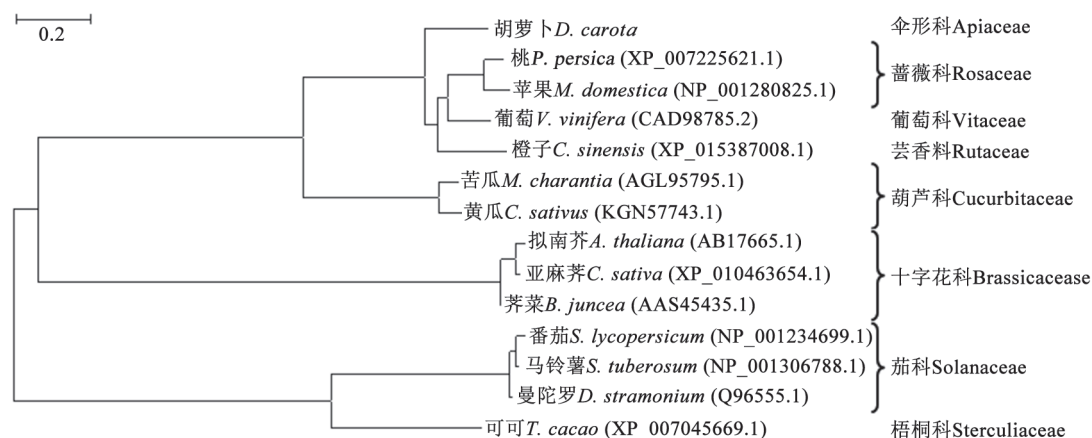 0.2
胡萝卜D. carota
伞形科Apiaceae
桃P. persica (XP_007225621.1)
苹果M. domestica (NP_001280825.1)
蔷薇科Rosaceae
葡萄V. vinifera (CAD98785.2)
葡萄科Vitaceae
橙子C. sinensis (XP_015387008.1)
芸香料Rutaceae
苦瓜M. charantia (AGL95795.1)
黄瓜C. sativus (KGN57743.1)
葫芦科Cucurbitaceae
拟南芥A. thaliana (AB17665.1)
亚麻荠C. sativa (XP_010463654.1)
荠菜B. juncea (AAS45435.1)
十字花科Brassicacease
番茄S. lycopersicum (NP_001234699.1)
马铃薯S. tuberosum (NP_001306788.1)
曼陀罗D. stramonium (Q96555.1)
茄科Solanaceae
可可T. cacao (XP 007045669.1)
梧桐科Sterculiaceae